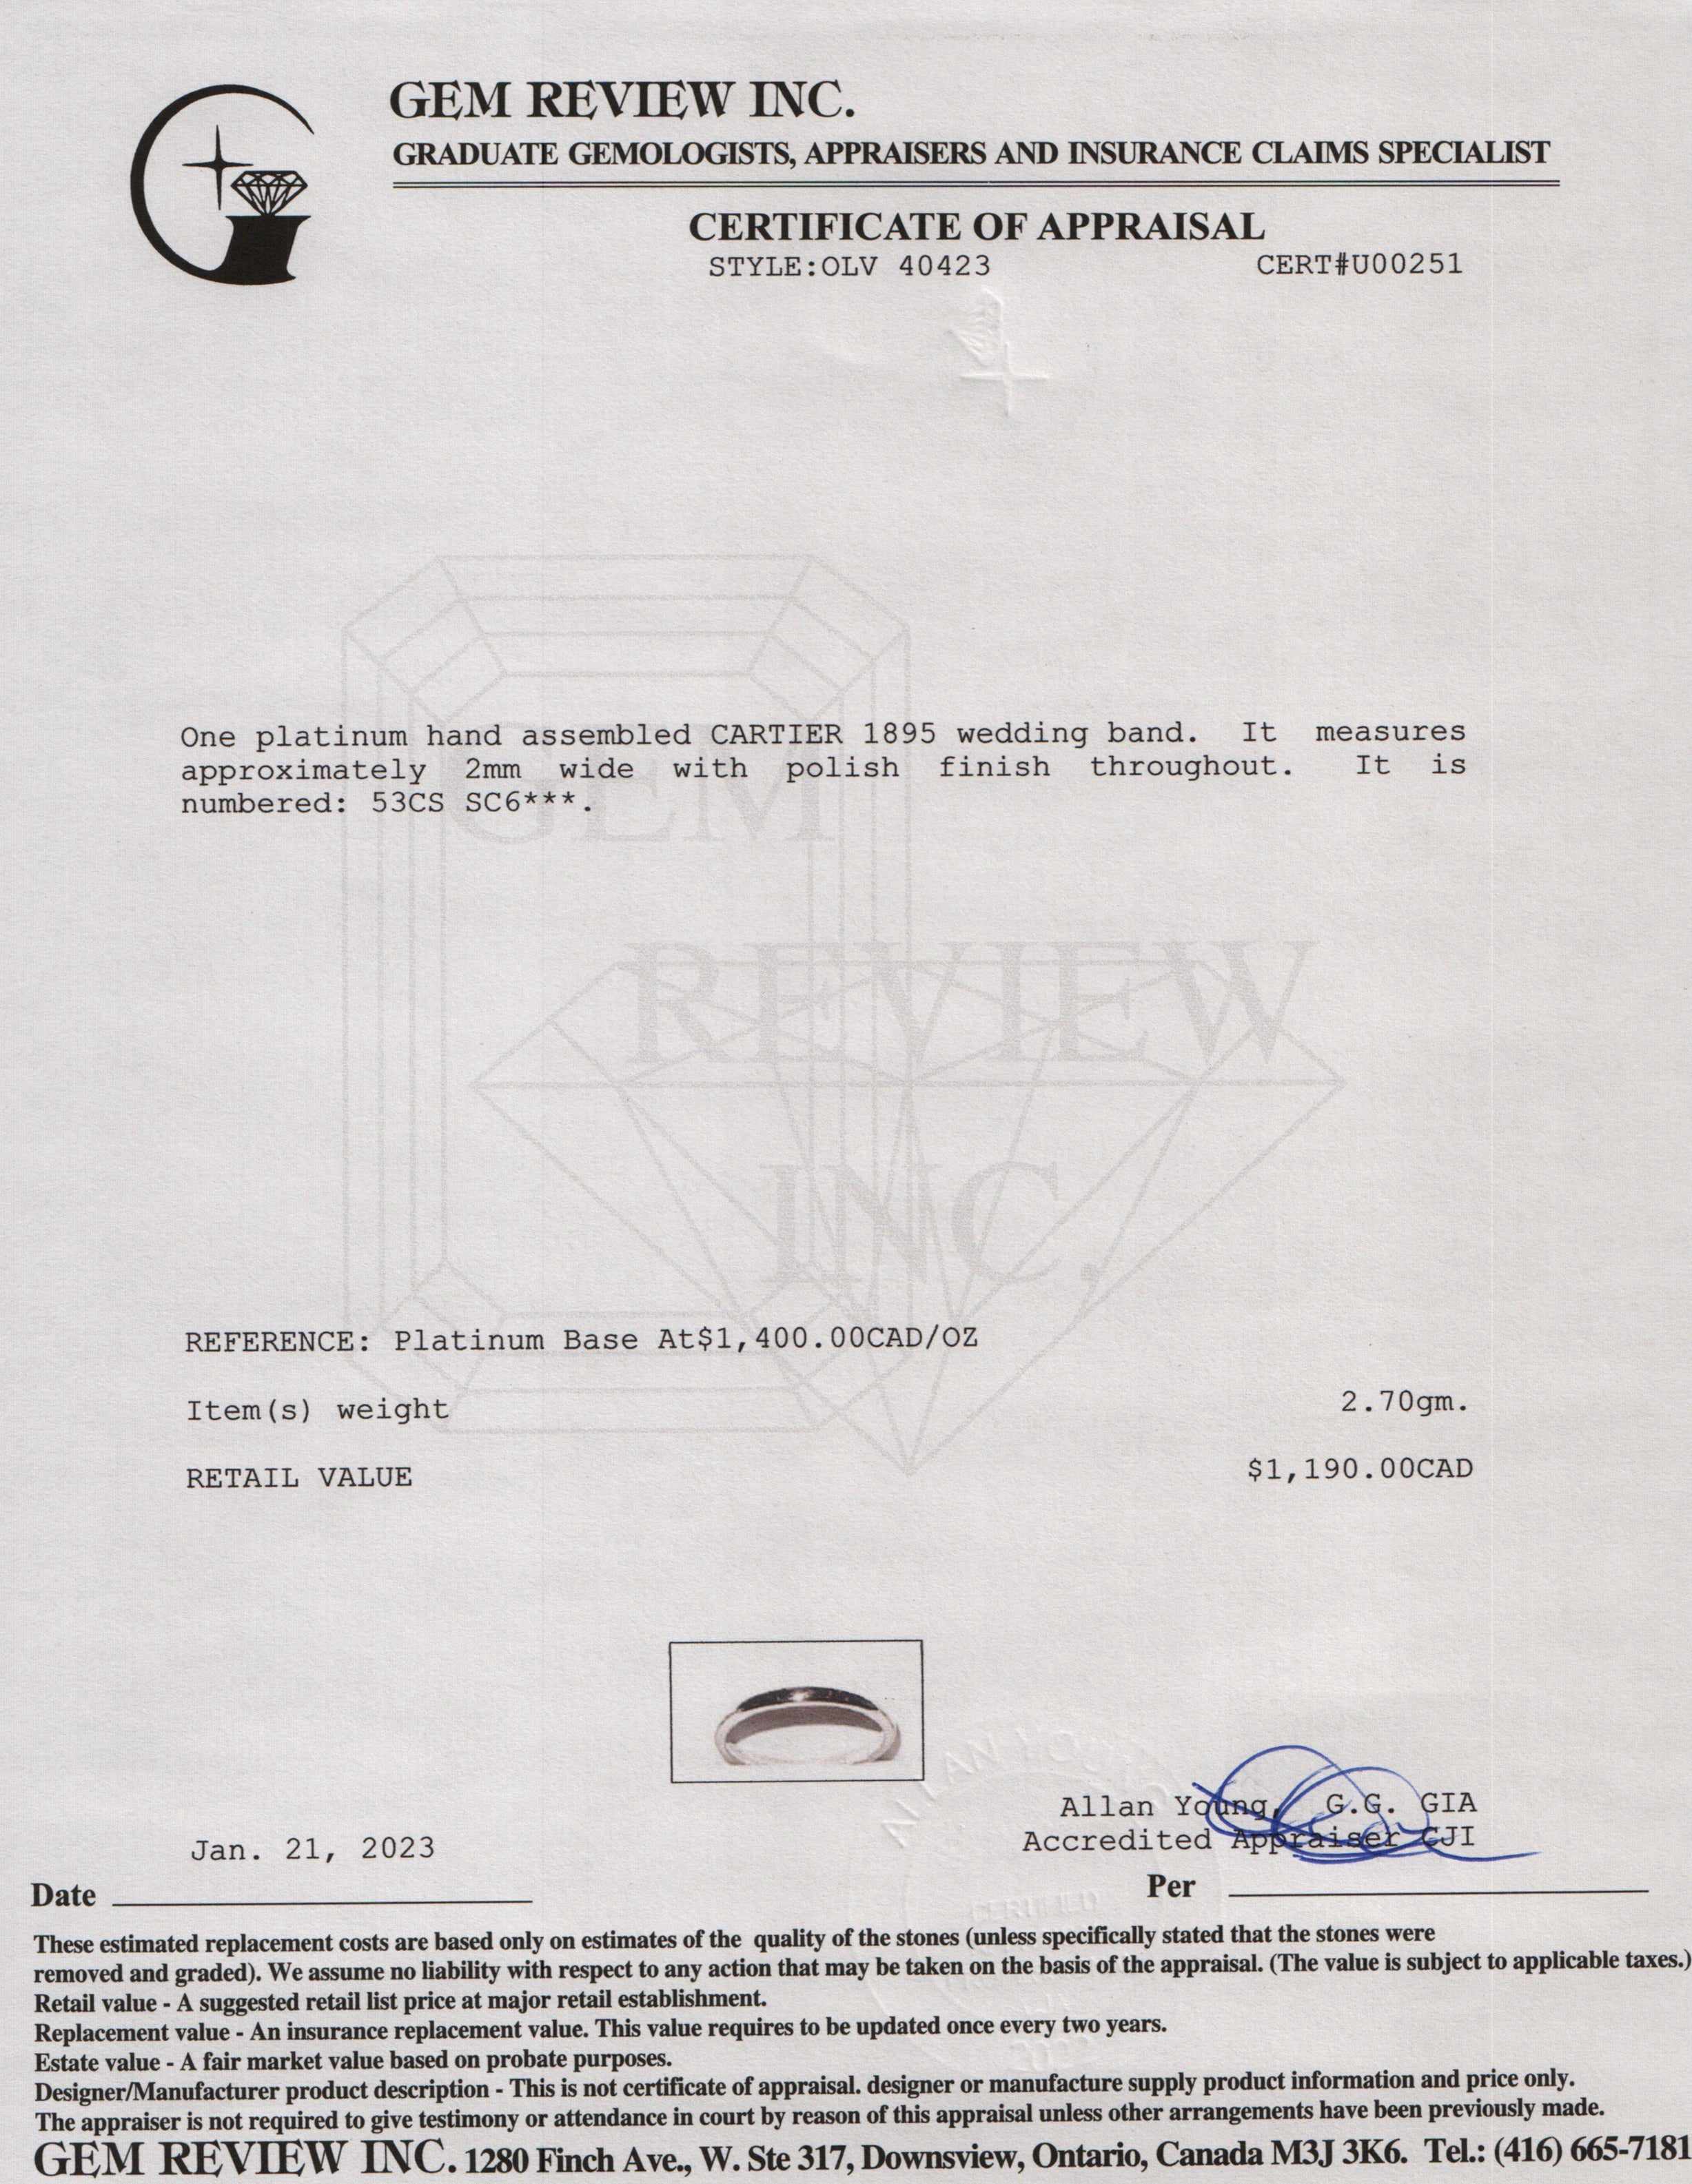 GEM REVIEW INC.
GRADUATE GEMOLOGISTS, APPRAISERS AND INSURANCE CLAIMS SPECIALIST
CERTIFICATE OF APPRAISAL
STYLE:OLV 40423 CERT#U00251
One platinum hand assembled CARTIER 1895 wedding band. It measures
approximately 2mm wide with polish finish throughout. It is
numbered: 53CS SC6***.
GEM
REVIEW
INC.
REFERENCE: Platinum Base At$1,400.00CAD/OZ
Item(s) weight 2.70gm.
RETAIL VALUE $1,190.00CAD
Allan Young, G.G. GIA
Accredited Appraiser CJI
Jan. 21, 2023
Date Per
These estimated replacement costs are based only on estimates of the quality of the stones (unless specifically stated that the stones were
removed and graded). We assume no liability with respect to any action that may be taken on the basis of the appraisal. (The value is subject to applicable taxes.)
Retail value - A suggested retail list price at major retail establishment.
Replacement value - An insurance replacement value. This value requires to be updated once every two years.
Estate value - A fair market value based on probate purposes.
Designer/Manufacturer product description - This is not certificate of appraisal. designer or manufacture supply product information and price only.
The appraiser is not required to give testimony or attendance in court by reason of this appraisal unless other arrangements have been previously made.
GEM REVIEW INC. 1280 Finch Ave., W. Ste 317, Downsview, Ontario, Canada M3J 3K6. Tel.: (416) 665-7181